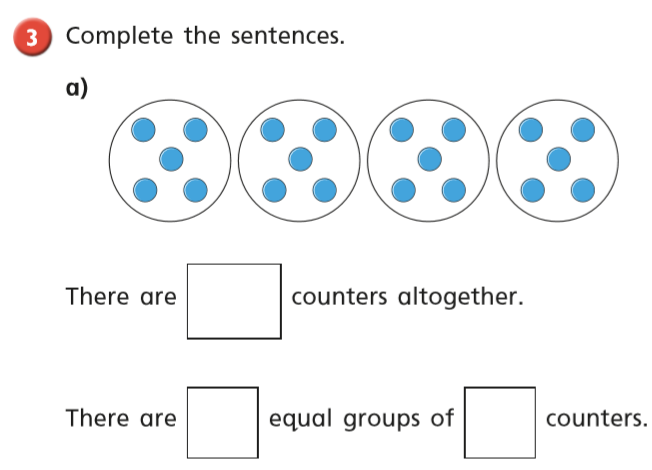 3 Complete the sentences.
a)
There are counters altogether.
There are equal groups of counters.